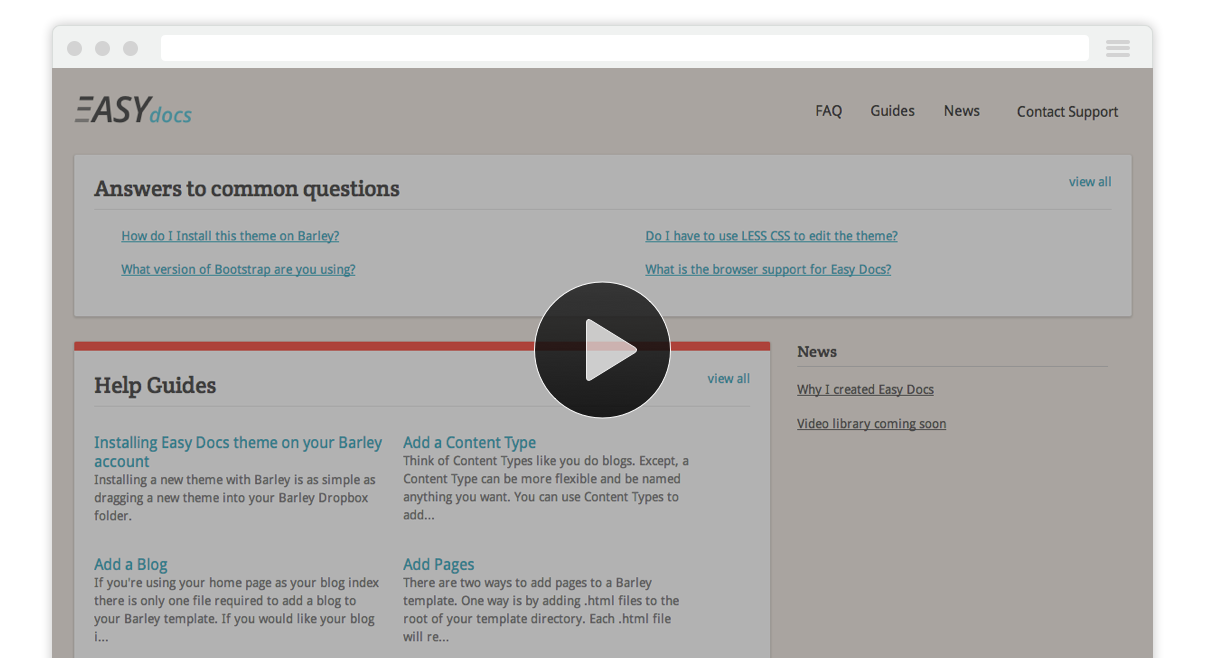 EASYdocs
FAQ Guides News Contact Support
Answers to common questions
view all
How do I Install this theme on Barley?
Do I have to use LESS CSS to edit the theme?
What version of Bootstrap are you using?
What is the browser support for Easy Docs?
Help Guides
view all
Installing Easy Docs theme on your Barley
account
Installing a new theme with Barley is as simple as
dragging a new theme into your Barley Dropbox
folder.
Add a Content Type
Think of Content Types like you do blogs. Except, a
Content Type can be more flexible and be named
anything you want. You can use Content Types to
add...
Add a Blog
If you're using your home page as your blog index
there is only one file required to add a blog to
your Barley template. If you would like your blog
i...
Add Pages
There are two ways to add pages to a Barley
template. One way is by adding .html files to the
root of your template directory. Each .html file
will re...
News
Why I created Easy Docs
Video library coming soon